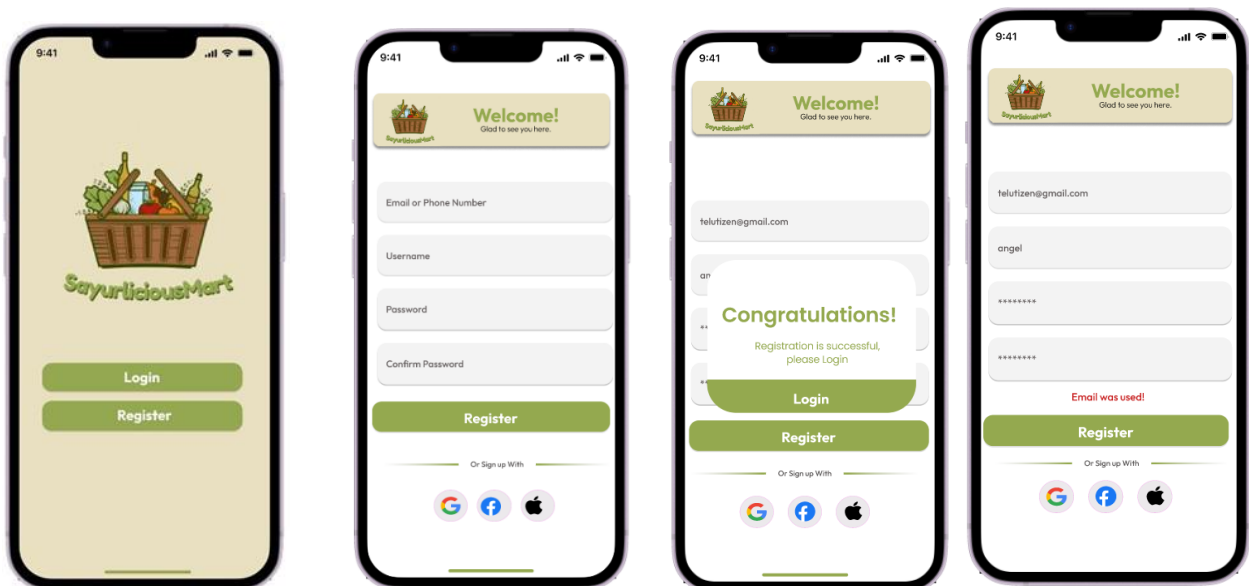 9:41
SayurliciousMart
Login
Register
9:41
SayurliciousMart
Welcome!
Glad to see you here.
Email or Phone Number
Username
Password
Confirm Password
Register
Or Sign up With
9:41
SayurliciousMart
Welcome!
Glad to see you here.
telutizen@gmail.com
an
Congratulations!
**
Registration is successful,
please Login
**
Login
Register
Or Sign up With
9:41
SayurliciousMart
Welcome!
Glad to see you here.
telutizen@gmail.com
angel
********
********
Email was used!
Register
Or Sign up With